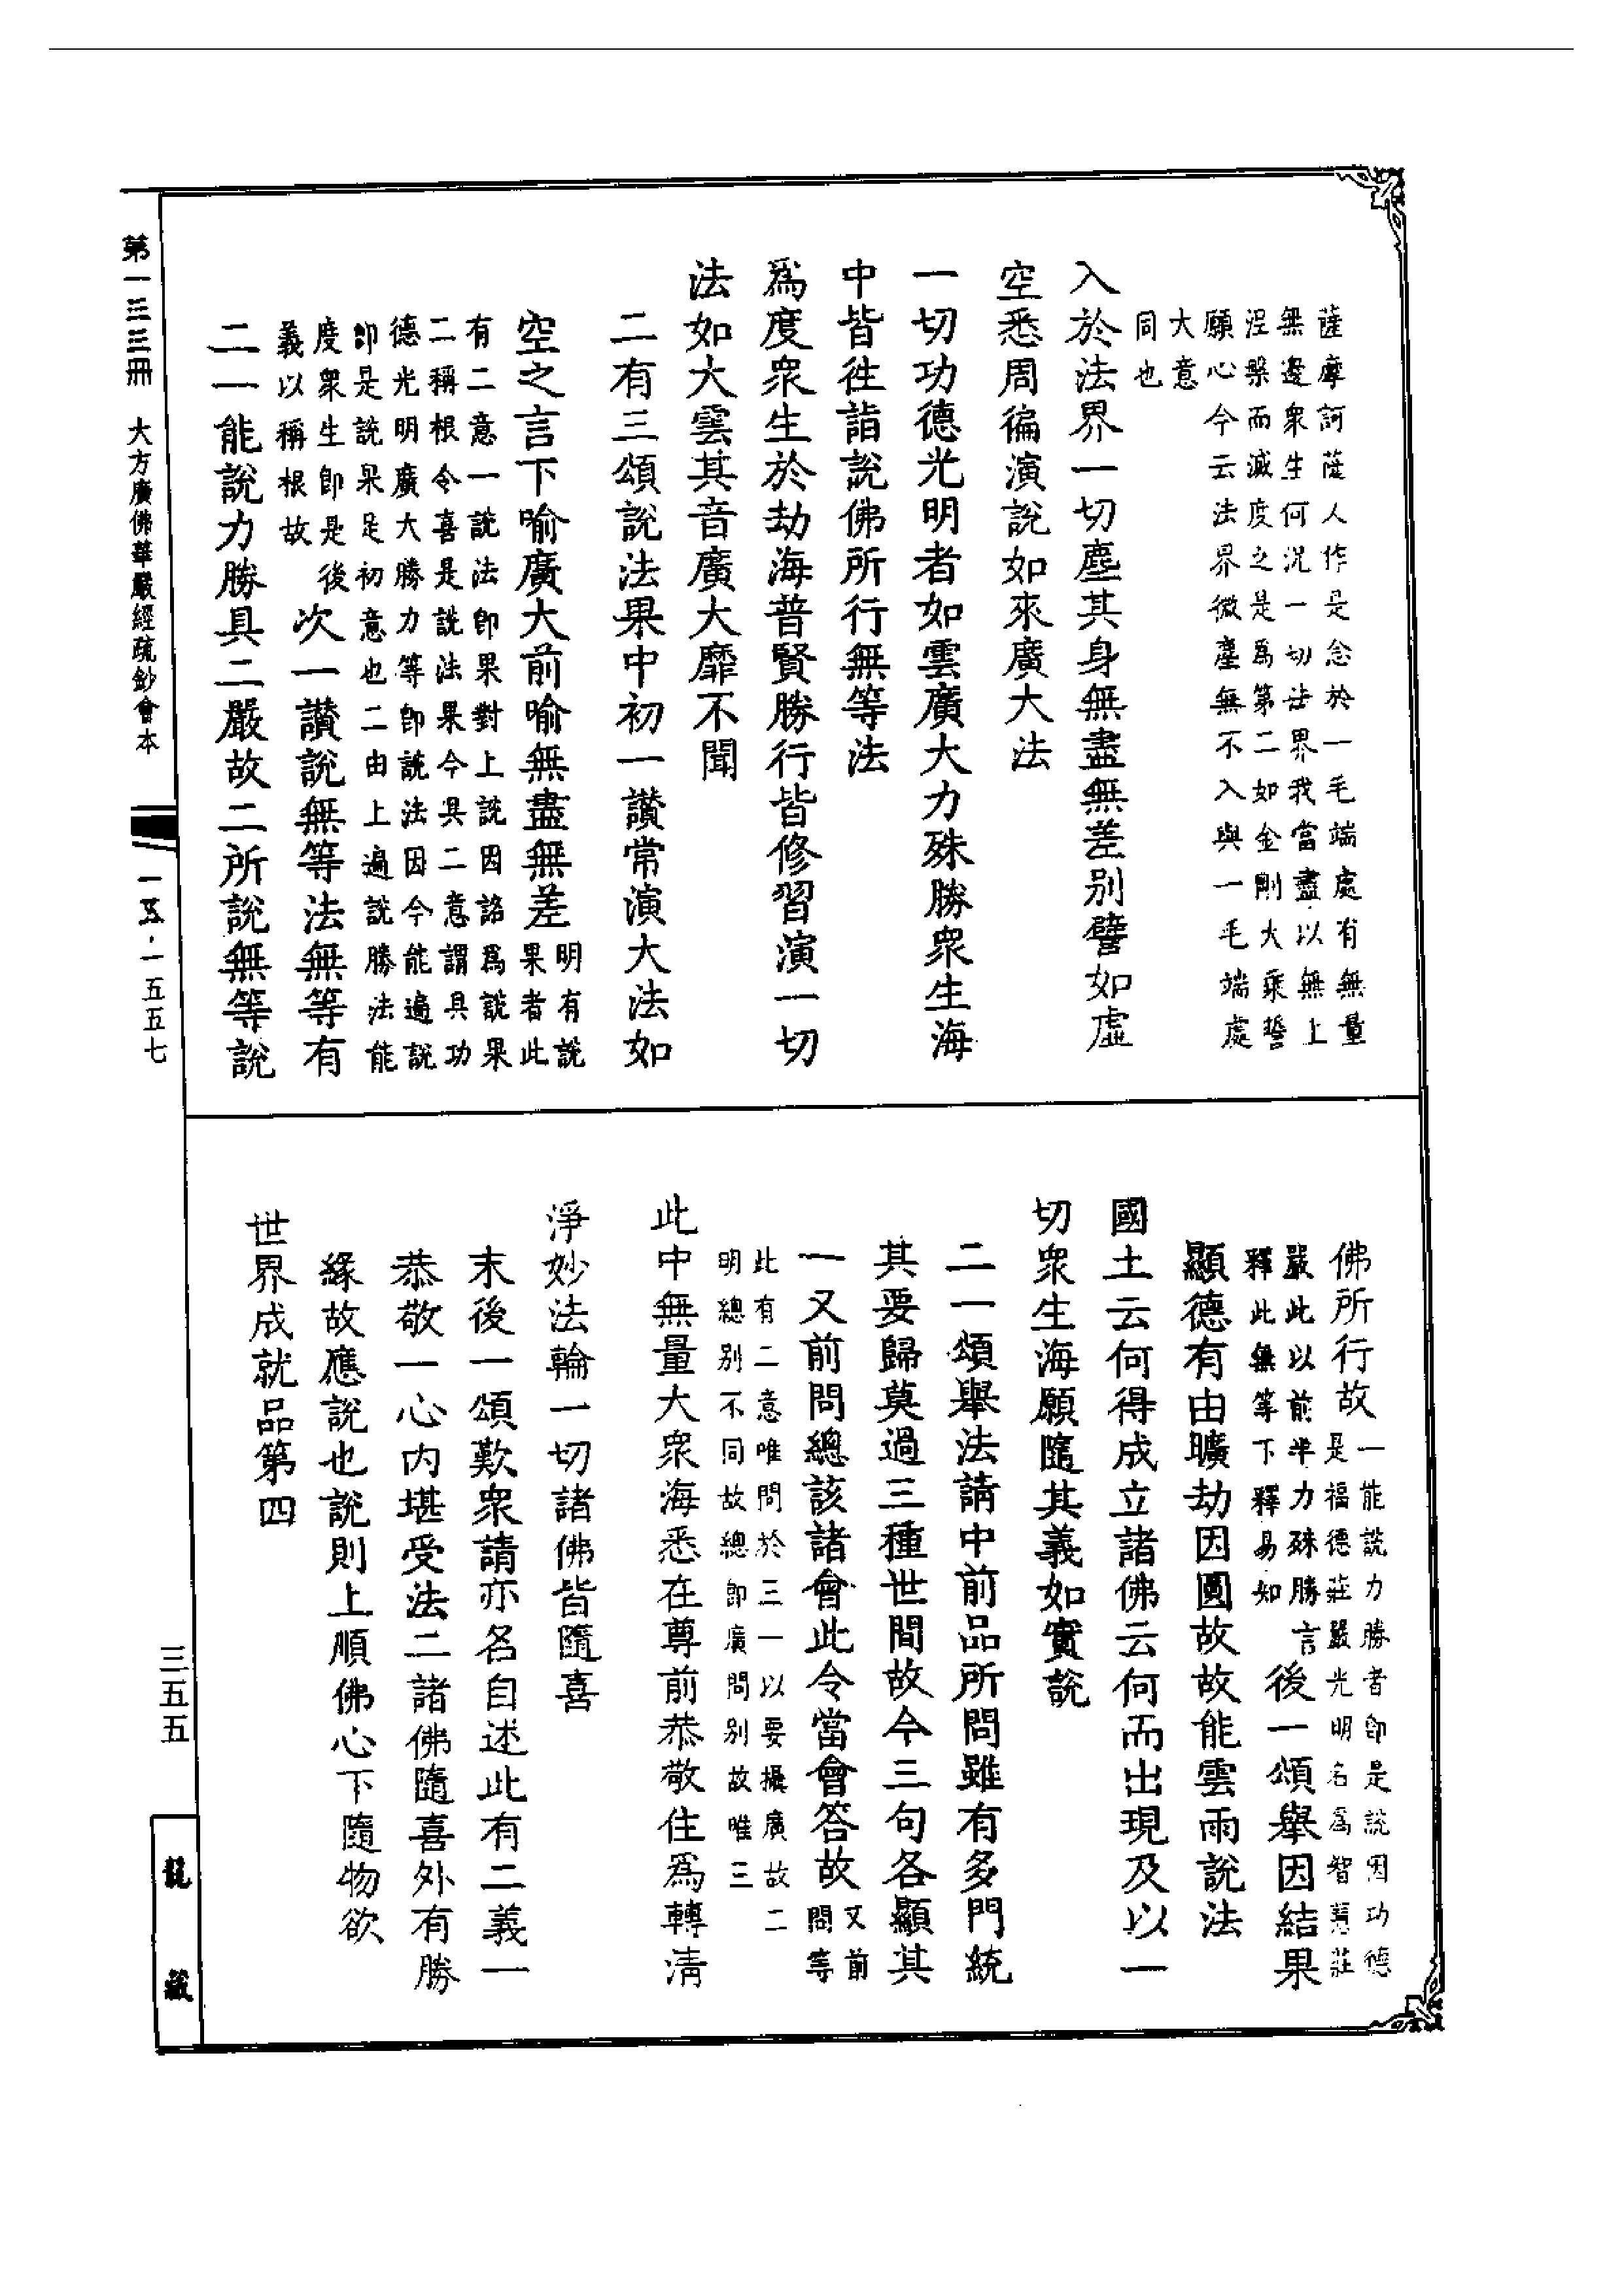 薩摩訶薩人作是念於一毛端處有無量
無邊衆生何況一切法界我當盡以無上
涅槃而滅度之是爲第二如金剛大乘誓
願心今云法界微塵無不入與一毛端處
大意
同也
入於法界一切塵其身無盡無差别譬如虛
空悉周徧演說如來廣大法
一切功德光明者如雲廣大力殊勝衆生海
中皆徃詣說佛所行無等法
爲度衆生於劫海普賢勝行皆修習演一切
法如大雲其音廣大靡不聞
二有三頌說法果中初一讚常演大法如
空之言下喻廣大前喻無盡無差
明有說
果者此
有二意一說法即果對上說因詺爲說果
二稱根令喜是說法果今具二意謂具功
德光明廣大勝力等即說法因今能遍說
即是說果足初意也二由上遍說勝法能
度衆生即是後
義以稱根故
次一讚說無等法無等有
二一能說力勝具二嚴故二所說無等說
佛所行故
一能說力勝者即是說因功德
是福德莊嚴光明名爲智慧莊
嚴此以前半力殊勝言
釋此無等下釋易知
後一頌舉因結果
顯德有由曠劫因圓故故能雲雨說法
國土云何得成立諸佛云何而出現及以一
切衆生海願隨其義如實說
二一頌舉法請中前品所問雖有多門統
其要歸莫過三種世間故今三句各顯其
一又前問總該諸會此令當會答故
又前
問等
此有二意唯問於三一以要攝廣故二
明總别不同故總即廣問别故唯三
此中無量大衆海悉在尊前恭敬住爲轉清
淨妙法輪一切諸佛皆隨喜
末後一頌歎衆請亦名自述此有二義一
恭敬一心内堪受法二諸佛隨喜外有勝
緣故應說也說則上順佛心下隨物欲
世界成就品第四
第一三三冊　大方廣佛華嚴經疏鈔會本
一五·一五五七
三五五
龍藏